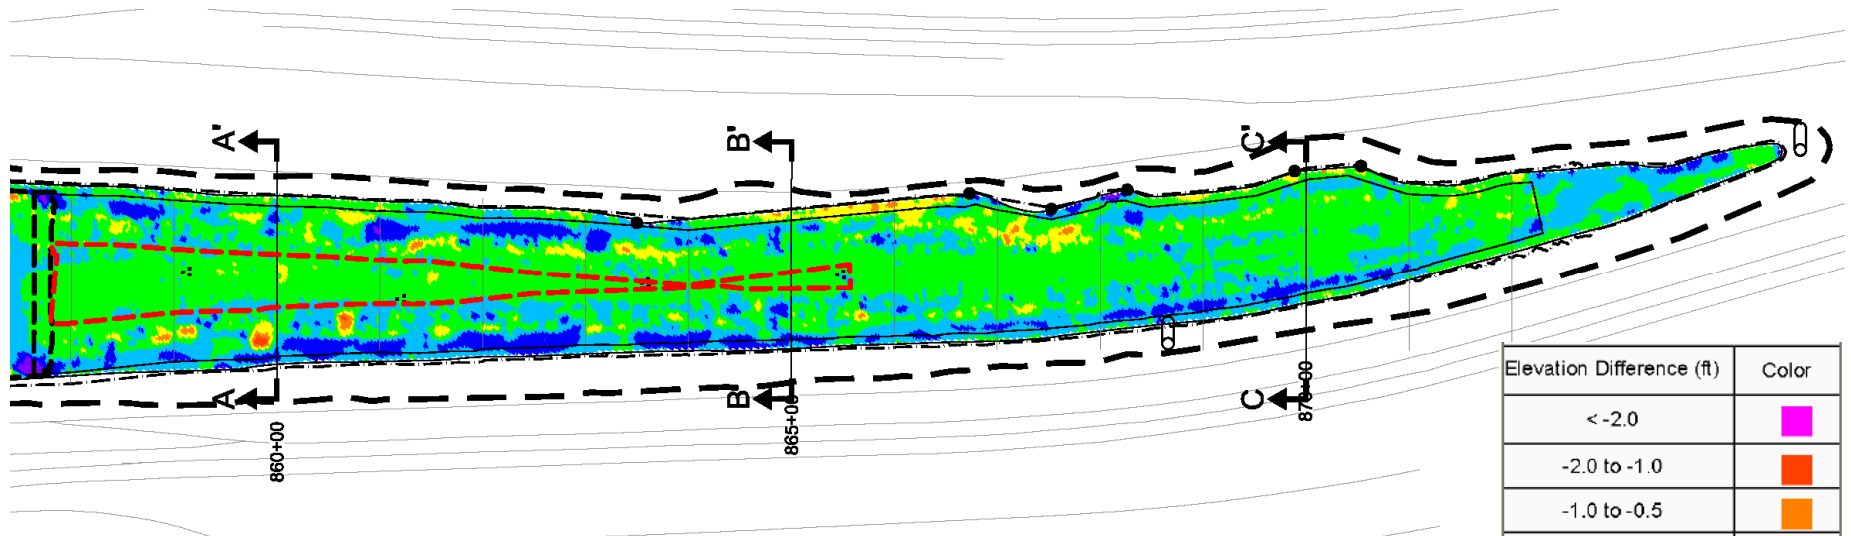 A'
B'
C'
A
B
C
860+00
865+00
870+00
Elevation Difference (ft) Color
< -2.0
-2.0 to -1.0
-1.0 to -0.5